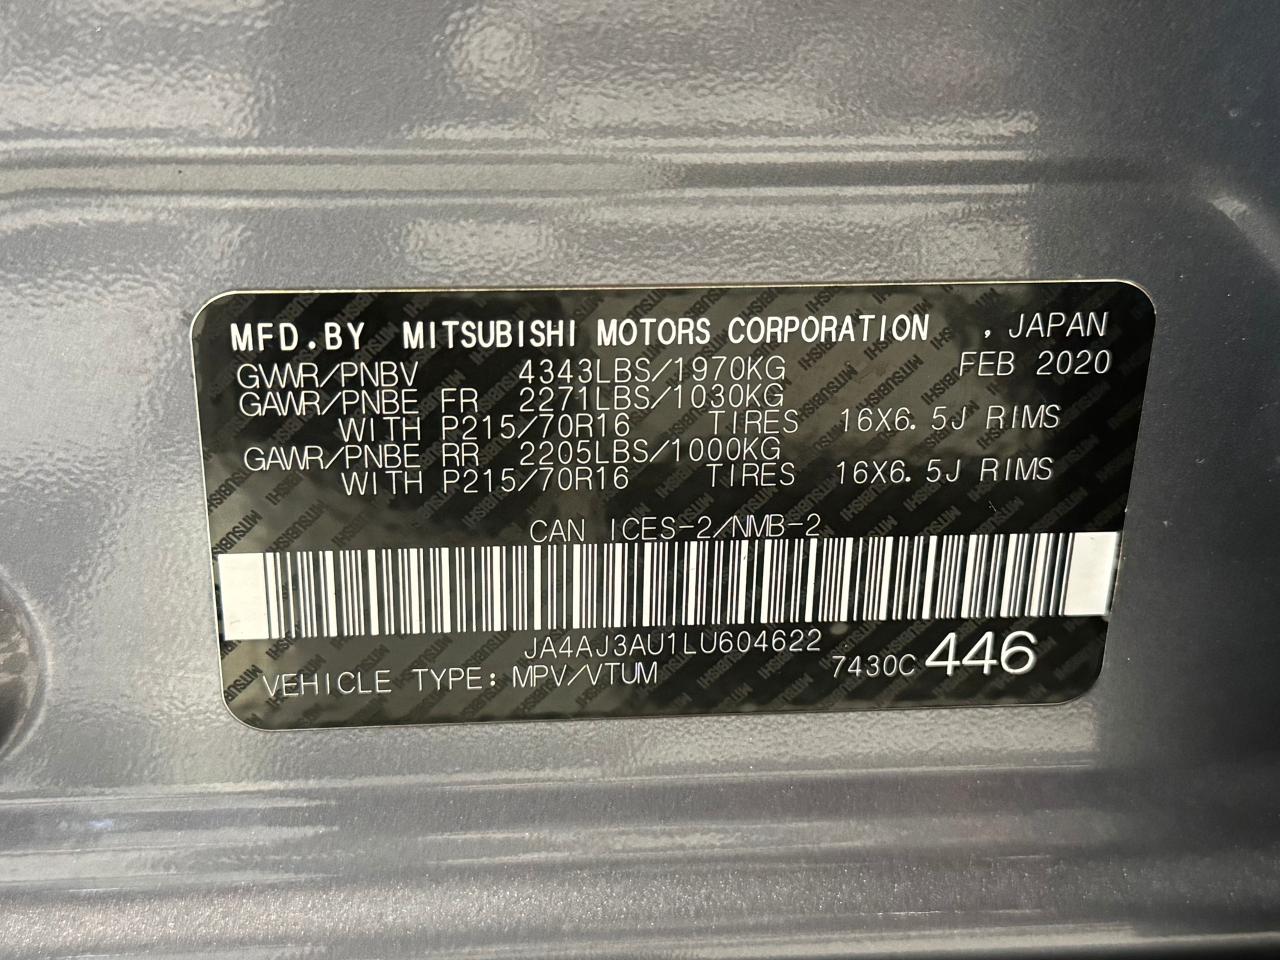 MFD.BY MITSUBISHI MOTORS CORPORATION , JAPAN
GVWR/PNBV 4343LBS/1970KG FEB 2020
GAWR/PNBE FR 2271LBS/1030KG
WITH P215/70R16 TIRES 16X6.5J RIMS
GAWR/PNBE RR 2205LBS/1000KG
WITH P215/70R16 TIRES 16X6.5J RIMS
CAN ICES-2/NMB-2
JA4AJ3AU1LU604622
VEHICLE TYPE: MPV/VTUM 7430C 446